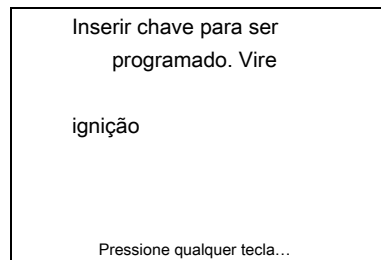 Inserir chave para ser
programado. Vire
ignição
Pressione qualquer tecla…